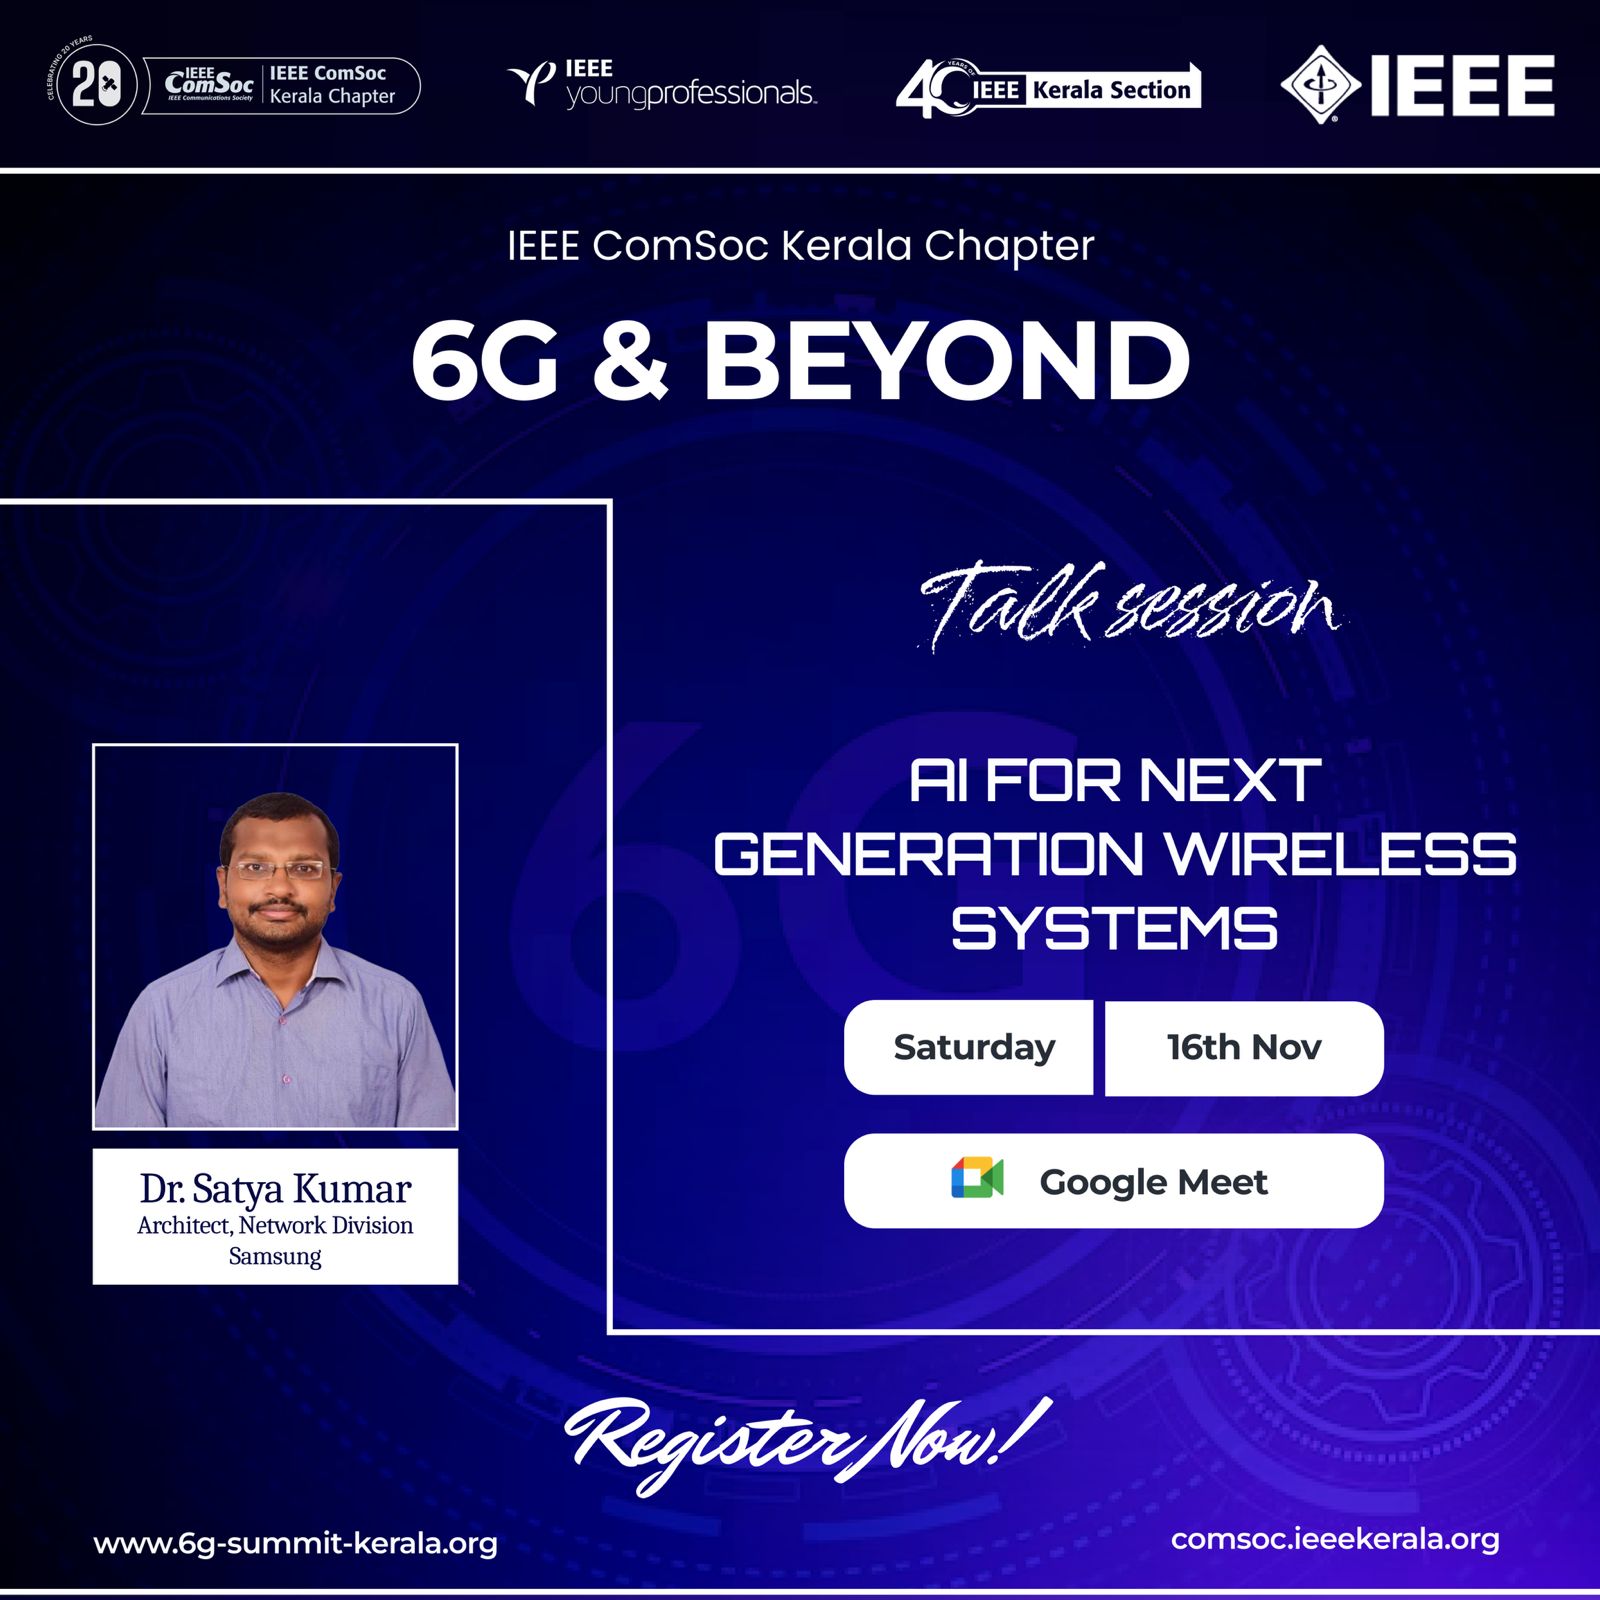 CELEBRATING 20 YEARS
20
IEEE
ComSoc
IEEE Communications Society
IEEE ComSoc
Kerala Chapter
IEEE
youngprofessionals
40
YEARS OF
IEEE Kerala Section
IEEE
IEEE ComSoc Kerala Chapter
6G & BEYOND
6G
Talk session
AI FOR NEXT
GENERATION WIRELESS
SYSTEMS
Saturday
16th Nov
Google Meet
Dr. Satya Kumar
Architect, Network Division
Samsung
Register Now!
www.6g-summit-kerala.org
comsoc.ieeekerala.org